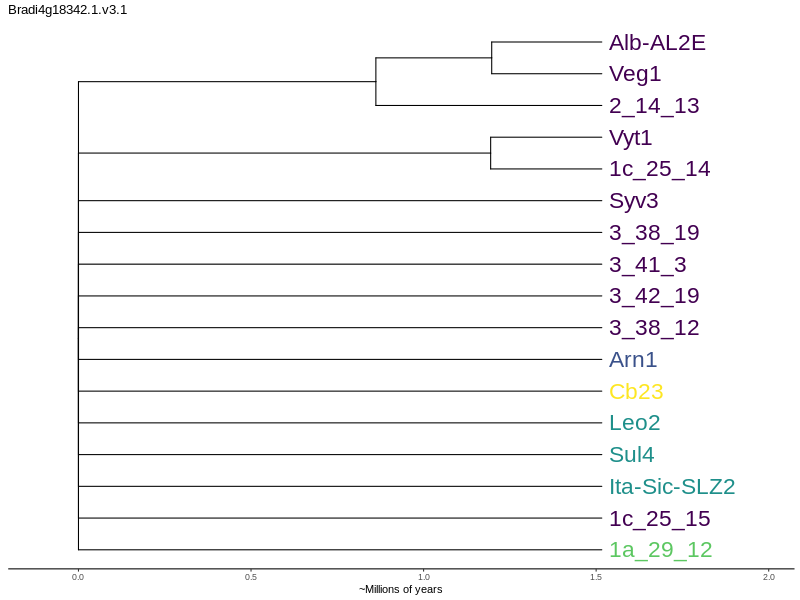 Bradi4g18342.1.v3.1
Alb-AL2E
Veg1
2_14_13
Vyt1
1c_25_14
Syv3
3_38_19
3_41_3
3_42_19
3_38_12
Arn1
Cb23
Leo2
Sul4
Ita-Sic-SLZ2
1c_25_15
1a_29_12
0.0 0.5 1.0 1.5 2.0
~Millions of years